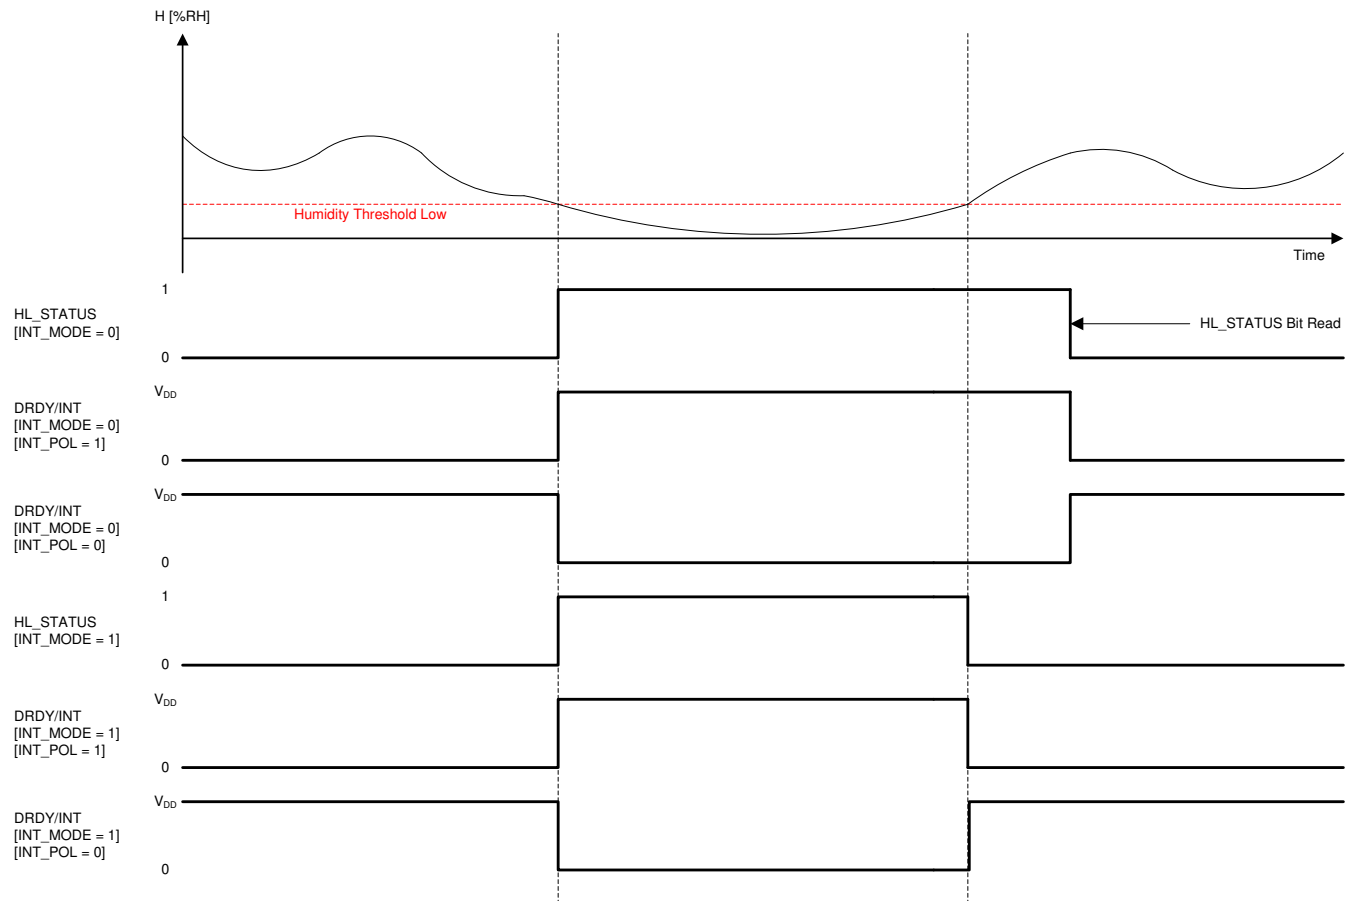 H [%RH]
Humidity Threshold Low
Time
1
HL_STATUS
[INT_MODE = 0]
HL_STATUS Bit Read
0
VDD
DRDY/INT
[INT_MODE = 0]
[INT_POL = 1]
0
VDD
DRDY/INT
[INT_MODE = 0]
[INT_POL = 0]
0
1
HL_STATUS
[INT_MODE = 1]
0
VDD
DRDY/INT
[INT_MODE = 1]
[INT_POL = 1]
0
VDD
DRDY/INT
[INT_MODE = 1]
[INT_POL = 0]
0